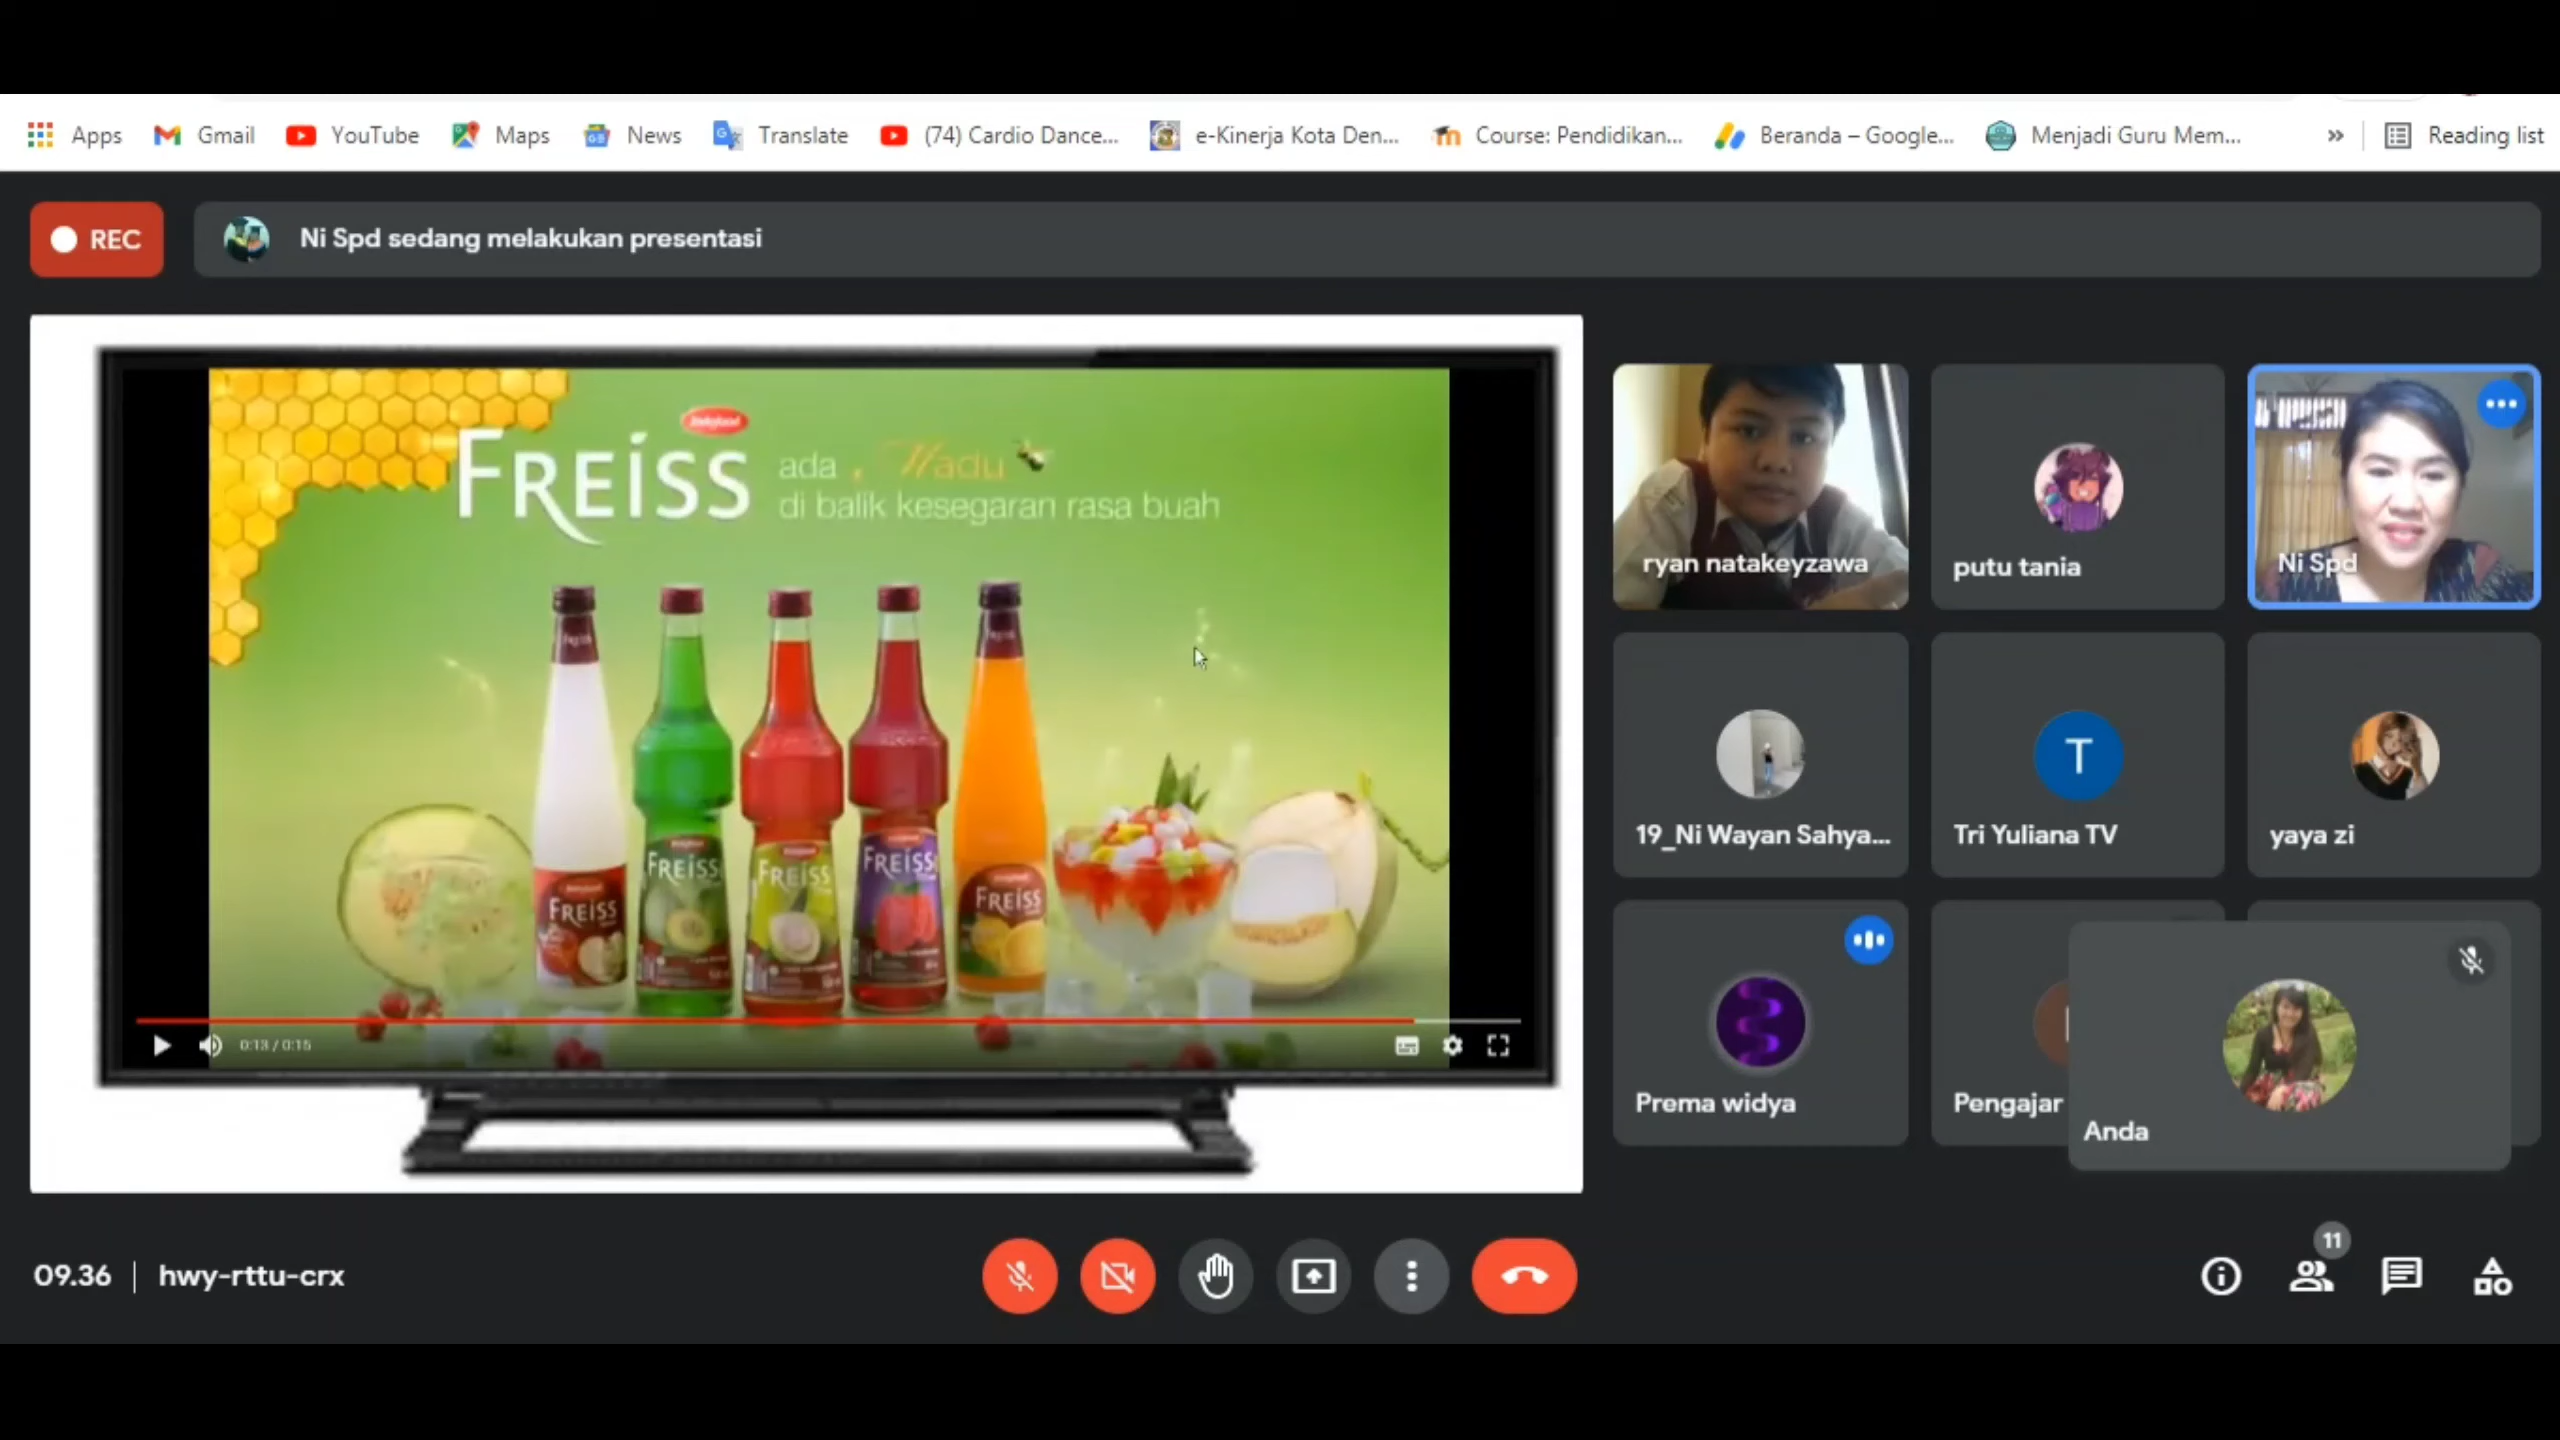 Apps Gmail YouTube Maps News Translate (74) Cardio Dance... e-Kinerja Kota Den... Course: Pendidikan... Beranda – Google... Menjadi Guru Mem... » Reading list
REC Ni Spd sedang melakukan presentasi
Indofood
FREISS ada Madu
di balik kesegaran rasa buah
FREISS
FREISS
FREISS
FREISS
FREISS
0:13 / 0:15
ryan natakeyzawa
putu tania
Ni Spd
19_Ni Wayan Sahya...
T
Tri Yuliana TV
yaya zi
Prema widya
Pengajar
Anda
09.36 | hwy-rttu-crx
11